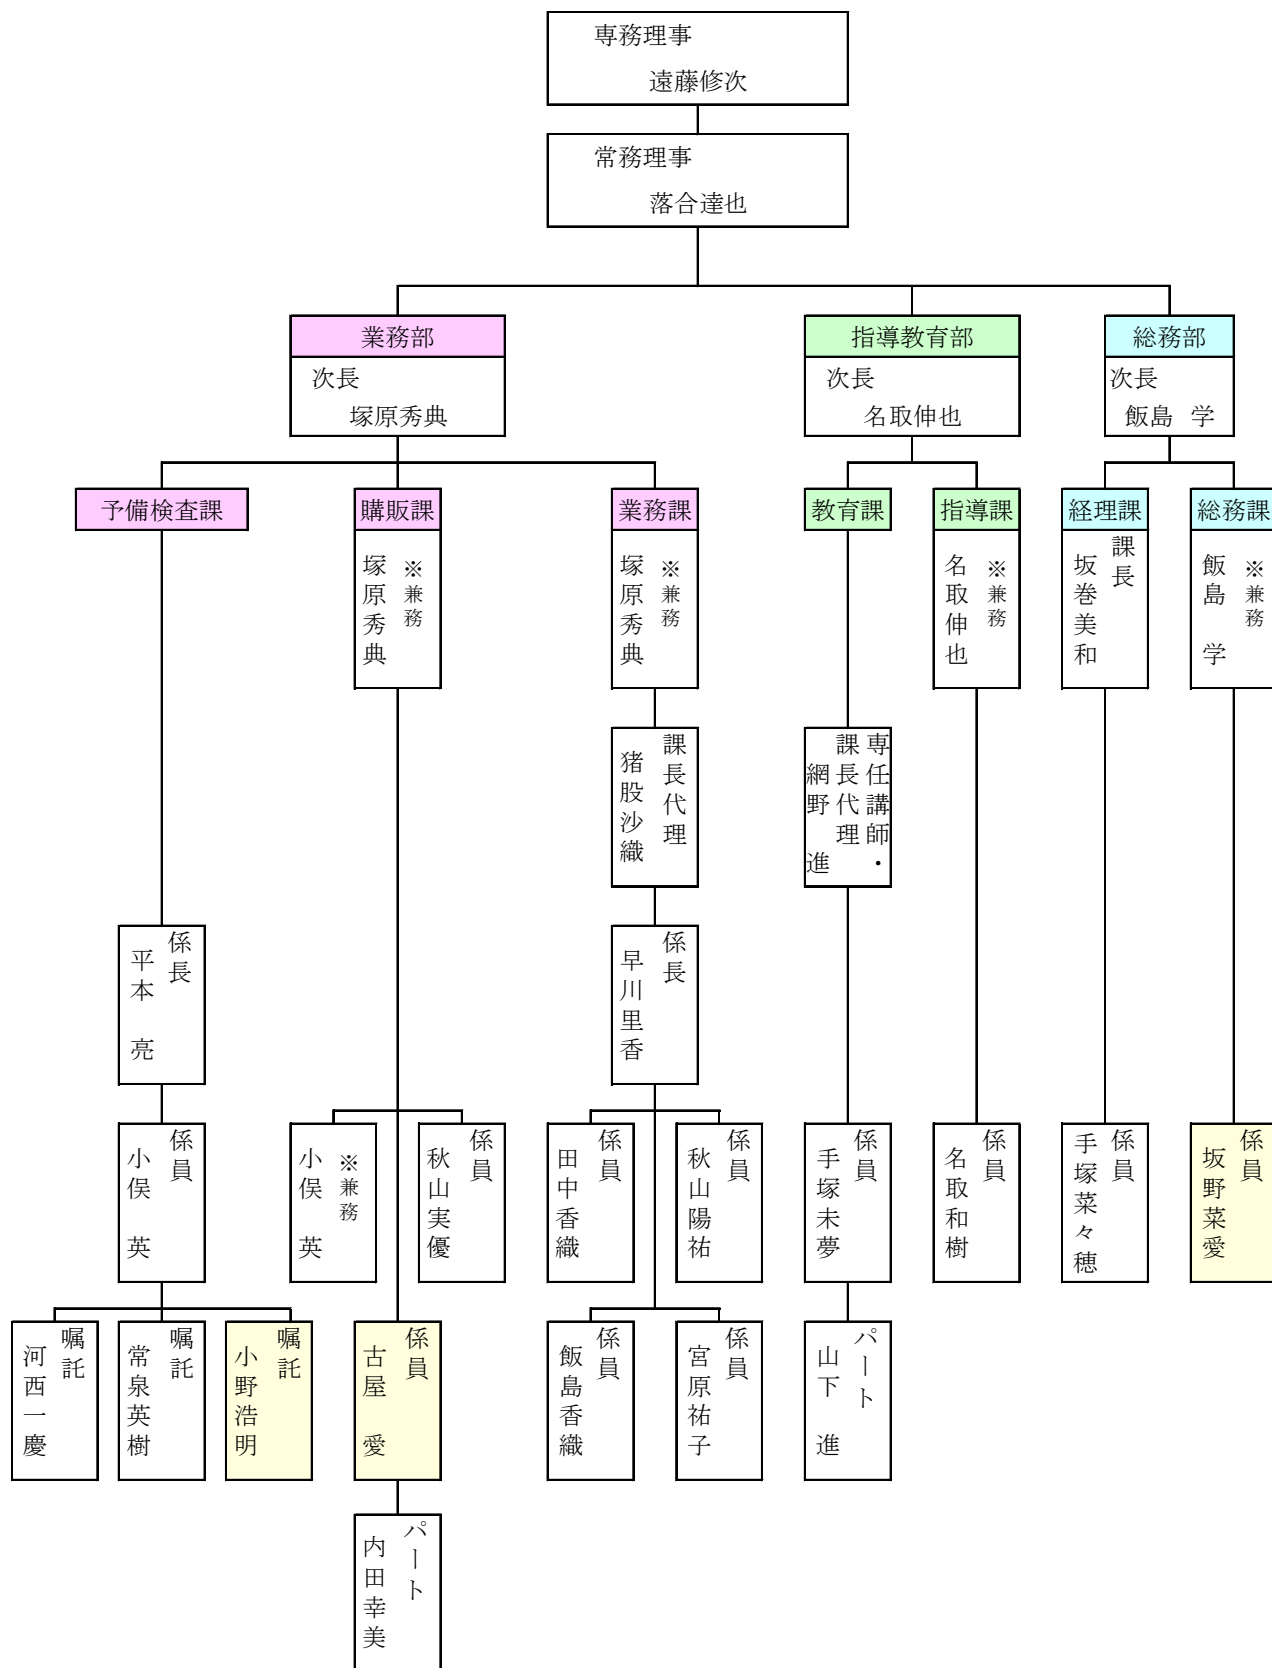 専務理事
遠藤修次
常務理事
落合達也
業務部
次長
塚原秀典
指導教育部
次長
名取伸也
総務部
次長
飯島 学
予備検査課
購販課
※兼務
塚原秀典
業務課
※兼務
塚原秀典
教育課
指導課
※兼務
名取伸也
経理課
課長
坂巻美和
総務課
※兼務
飯島 学
課長代理
猪股沙織
専任講師・
課長代理
網野 進
係長
平本 亮
係長
早川里香
係員
小俣 英
※兼務
小俣 英
係員
秋山実優
係員
田中香織
係員
秋山陽祐
係員
手塚未夢
係員
名取和樹
係員
手塚菜々穂
係員
坂野菜愛
嘱託
河西一慶
嘱託
常泉英樹
嘱託
小野浩明
係員
古屋 愛
係員
飯島香織
係員
宮原祐子
パート
山下 進
パート
内田幸美